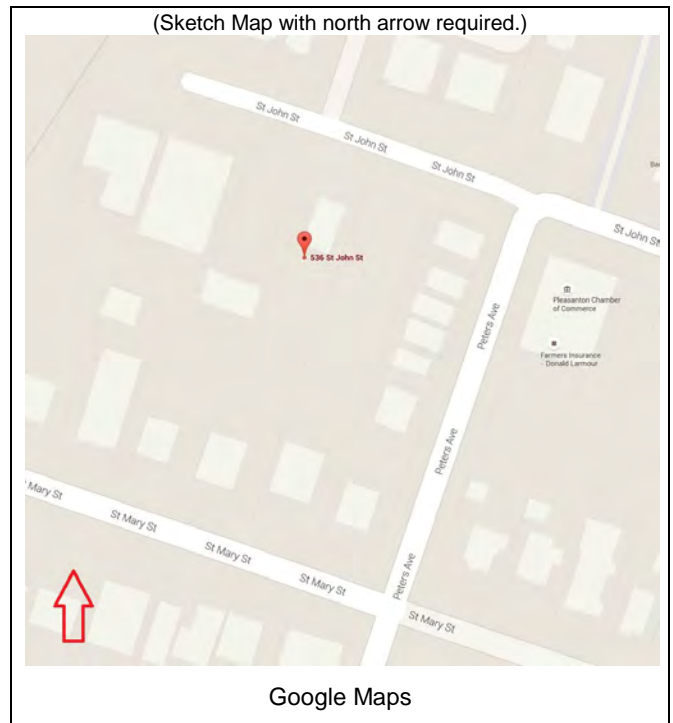 (Sketch Map with north arrow required.)
St John St
St John St
St John St
St John St
536 St John St
Pleasanton Chamber
of Commerce
Farmers Insurance
- Donald Larmour
Peters Ave
Peters Ave
Peters Ave
Mary St
St Mary St
St Mary St
St Mary St
St Mary St
Google Maps